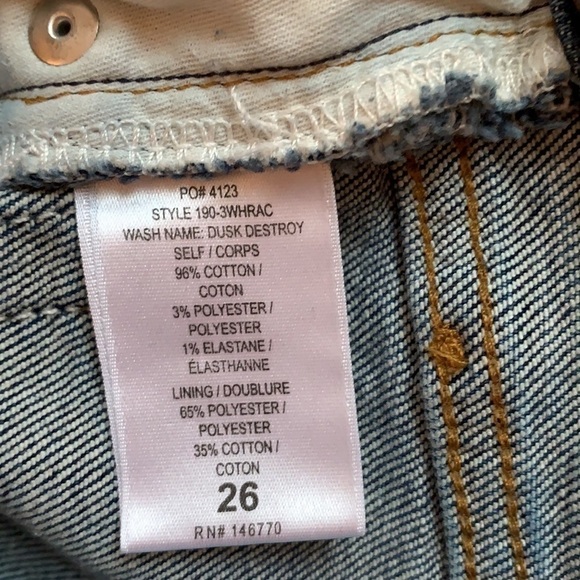 PO# 4123
STYLE 190-3WHRAC
WASH NAME: DUSK DESTROY
SELF / CORPS
96% COTTON /
COTON
3% POLYESTER /
POLYESTER
1% ELASTANE /
ÉLASTHANNE
LINING / DOUBLURE
65% POLYESTER /
POLYESTER
35% COTTON /
COTON
26
RN# 146770